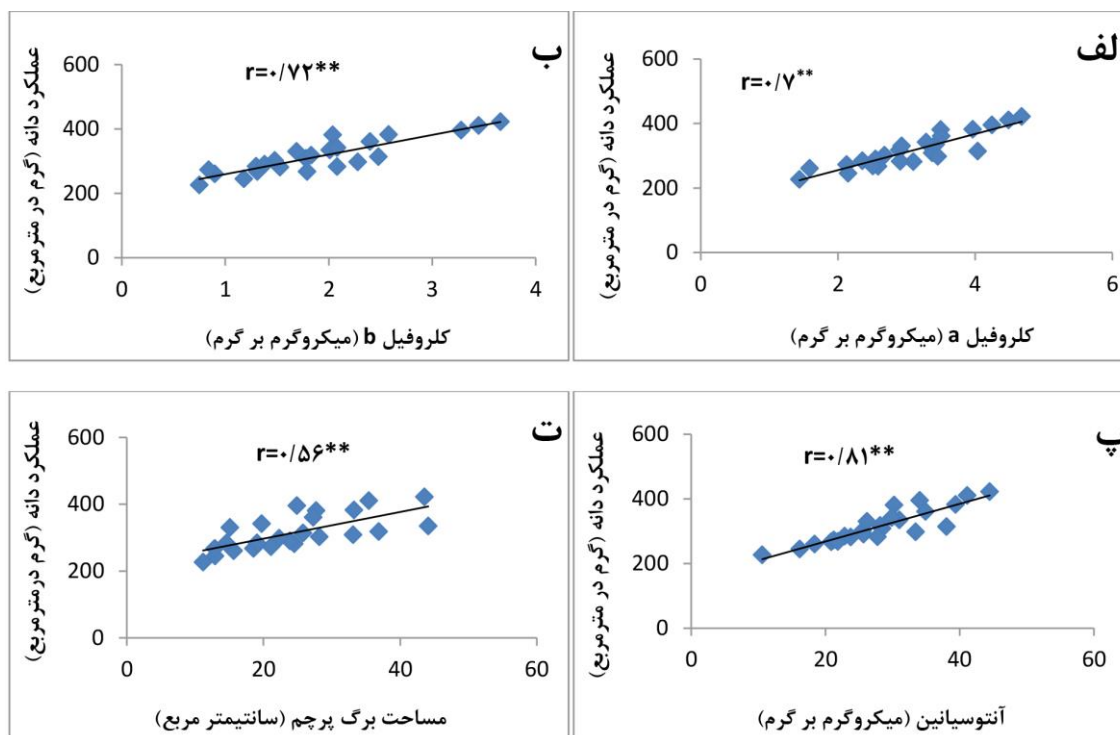 الف
r=۰/۷**
عملکرد دانه (گرم در مترمربع)
600
400
200
0
0 2 4 6
کلروفیل a (میکروگرم بر گرم)
ب
r=۰/۷۲**
عملکرد دانه (گرم در مترمربع)
600
400
200
0
0 1 2 3 4
کلروفیل b (میکروگرم بر گرم)
پ
r=۰/۸۱**
عملکرد دانه (گرم در مترمربع)
600
400
200
0
0 20 40 60
آنتوسیانین (میکروگرم بر گرم)
ت
r=۰/۵۶**
عملکرد دانه (گرم درمترمربع)
600
400
200
0
0 20 40 60
مساحت برگ پرچم (سانتیمتر مربع)